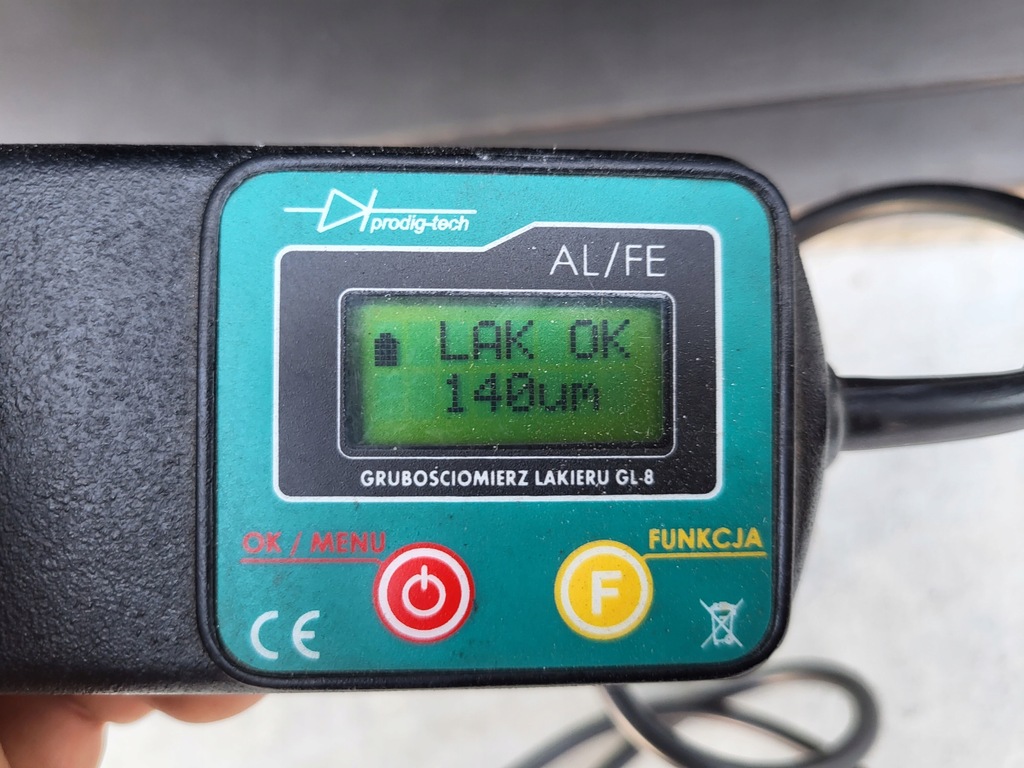 prodig-tech
AL/FE
LAK OK
140um
GRUBOŚCIOMIERZ LAKIERU GL-8
OK / MENU
FUNKCJA
F
CE